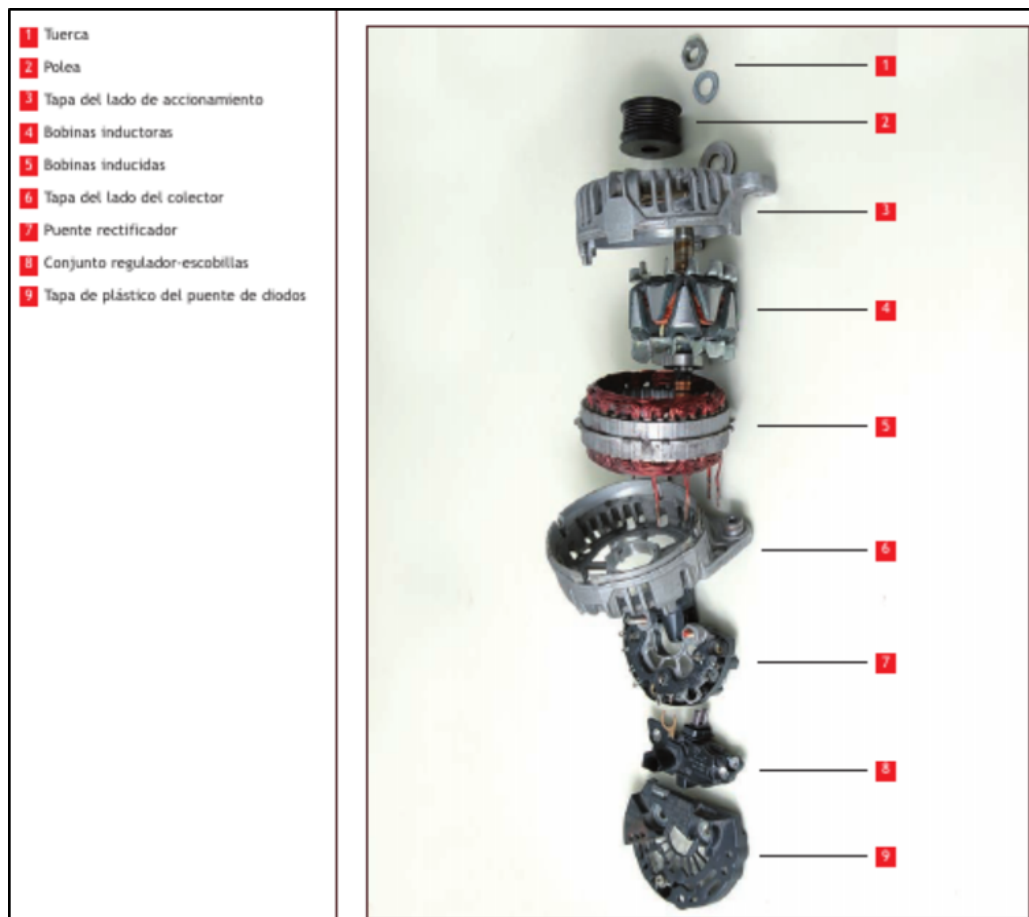 1 Tuerca
2 Polea
3 Tapa del lado de accionamiento
4 Bobinas inductoras
5 Bobinas inducidas
6 Tapa del lado del colector
7 Puente rectificador
8 Conjunto regulador-escobillas
9 Tapa de plástico del puente de diodos
1
2
3
4
5
6
7
8
9